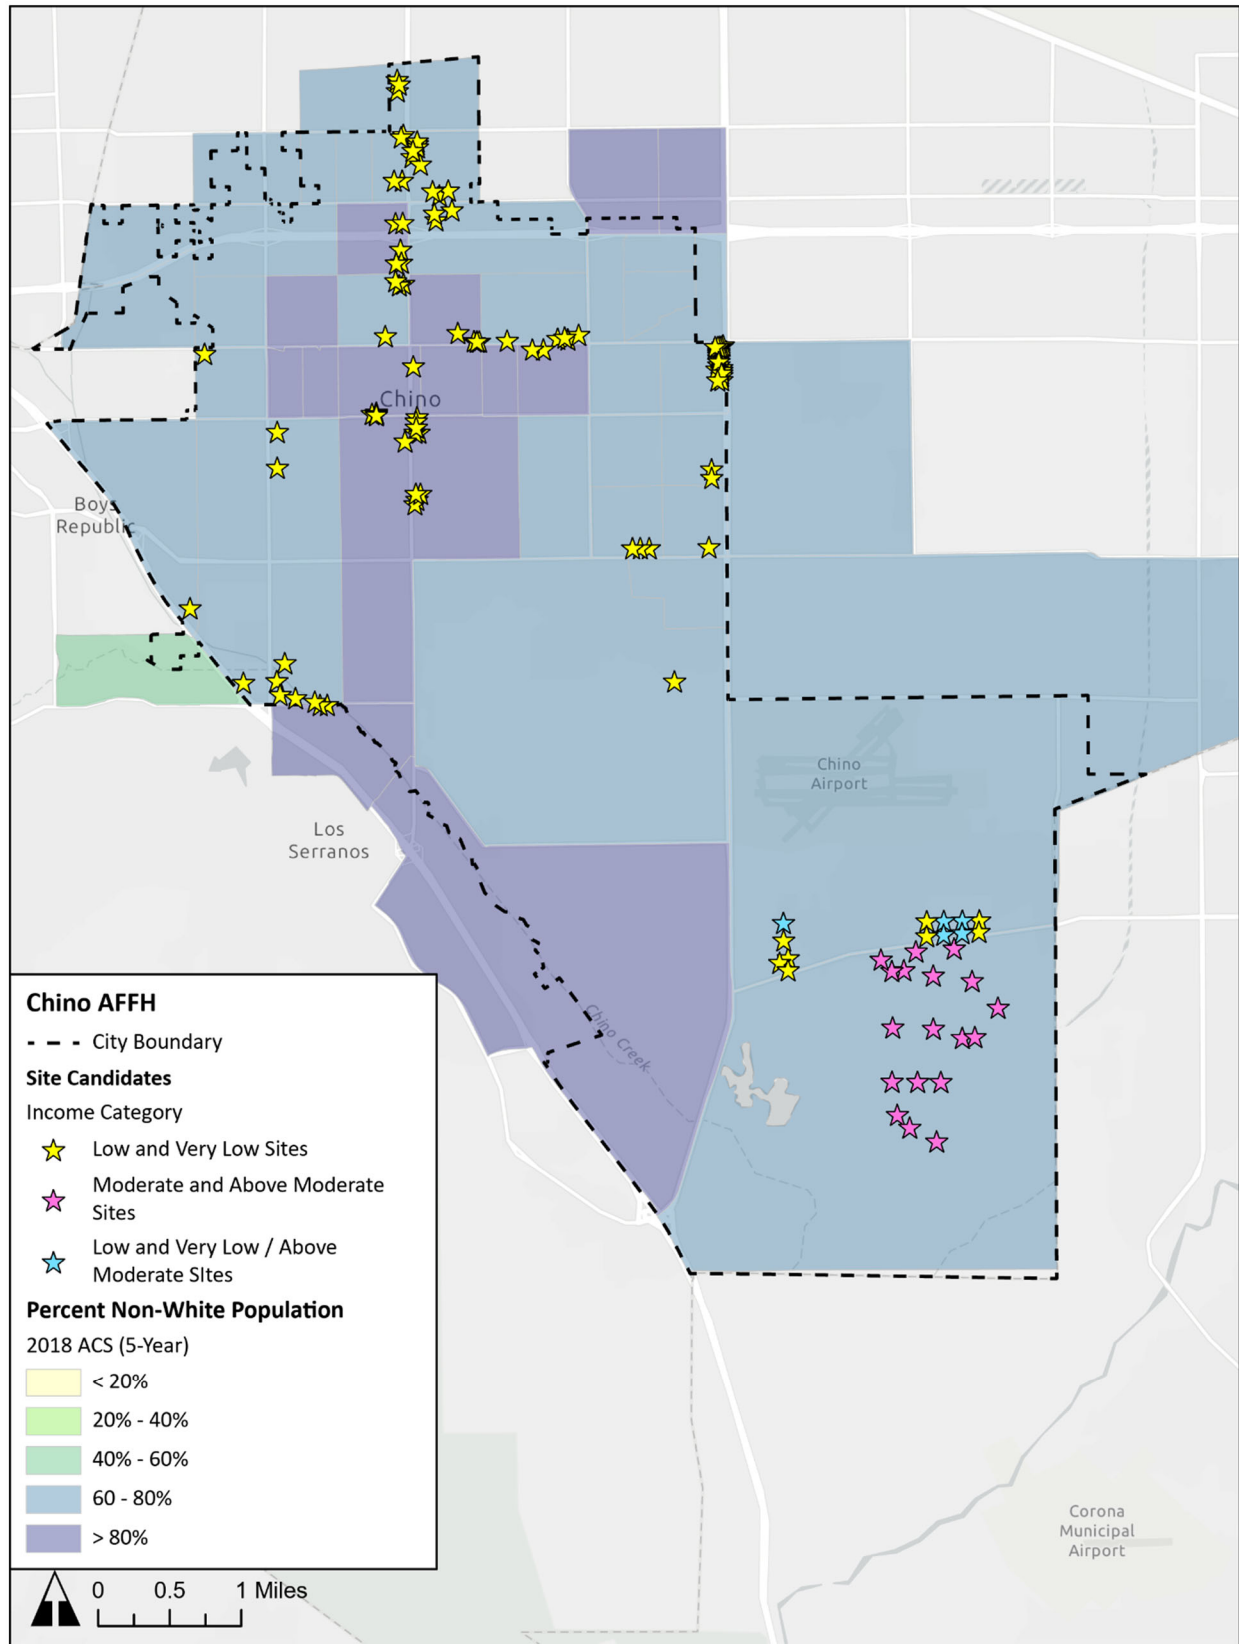 Chino
Boys
Republic
Chino
Airport
Los
Serranos
Chino Creek
Chino AFFH
City Boundary
Site Candidates
Income Category
Low and Very Low Sites
Moderate and Above Moderate
Sites
Low and Very Low / Above
Moderate SItes
Percent Non-White Population
2018 ACS (5-Year)
< 20%
20% - 40%
40% - 60%
60 - 80%
> 80%
Corona
Municipal
Airport
0 0.5 1 Miles